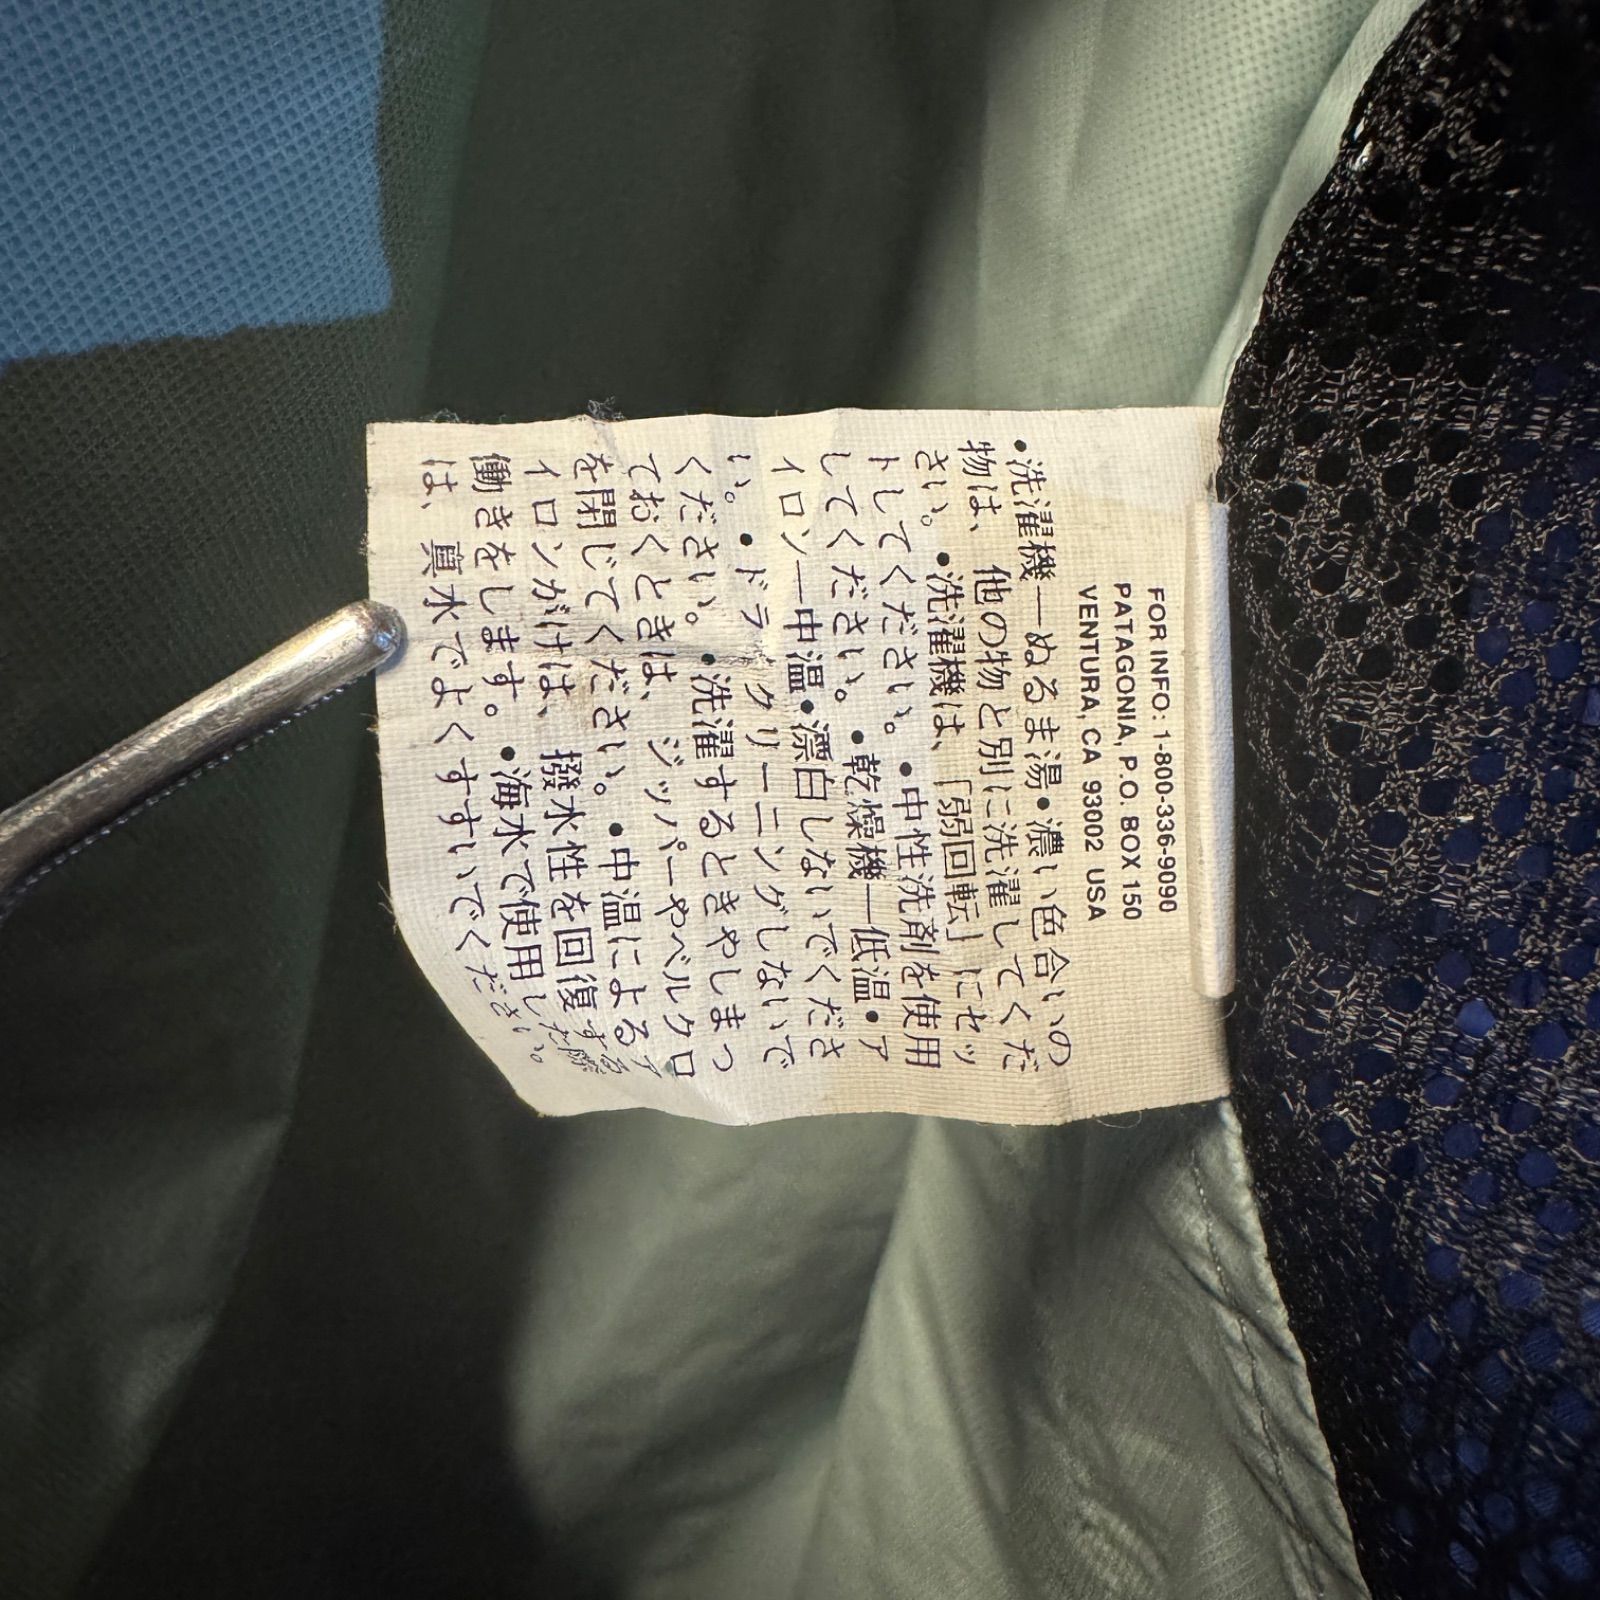 FOR INFO: 1-800-336-9090
PATAGONIA, P.O. BOX 150
VENTURA, CA 93002 USA
•洗濯機—ぬるま湯•濃い色合いの
物は、他の物と別に洗濯してくだ
さい。•洗濯機は、「弱回転」にセッ
トしてください。•中性洗剤を使用
してください。•乾燥機—低温•ア
イロン—中温•漂白しないでくださ
い。•ドライクリーニングしないで
ください。•洗濯するときやしまっ
ておくときは、ジッパーやベルクロ
を閉じてください。•中温によるア
イロンがけは、撥水性を回復する
働きをします。•海水で使用した際
は、真水でよくすすいでください。